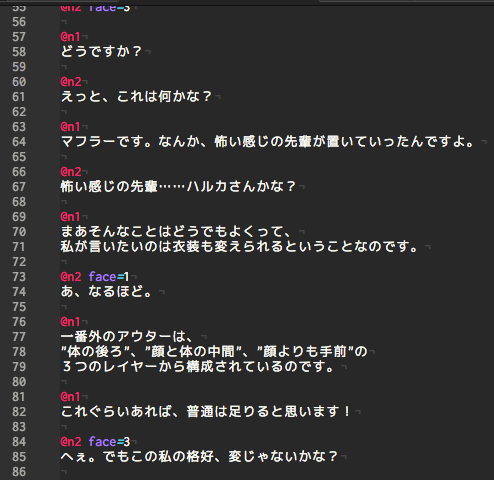 55 @n2 face=3
56
57 @n1
58 どうですか?
59
60 @n2
61 えっと、これは何かな?
62
63 @n1
64 マフラーです。なんか、怖い感じの先輩が置いていったんですよ。
65
66 @n2
67 怖い感じの先輩……ハルカさんかな?
68
69 @n1
70 まあそんなことはどうでもよくって、
71 私が言いたいのは衣装も変えられるということなのです。
72
73 @n2 face=1
74 あ、なるほど。
75
76 @n1
77 一番外のアウターは、
78 "体の後ろ"、"顔と体の中間"、"顔よりも手前"の
79 3つのレイヤーから構成されているのです。
80
81 @n1
82 これぐらいあれば、普通は足りると思います!
83
84 @n2 face=3
85 へぇ。でもこの私の格好、変じゃないかな?
86